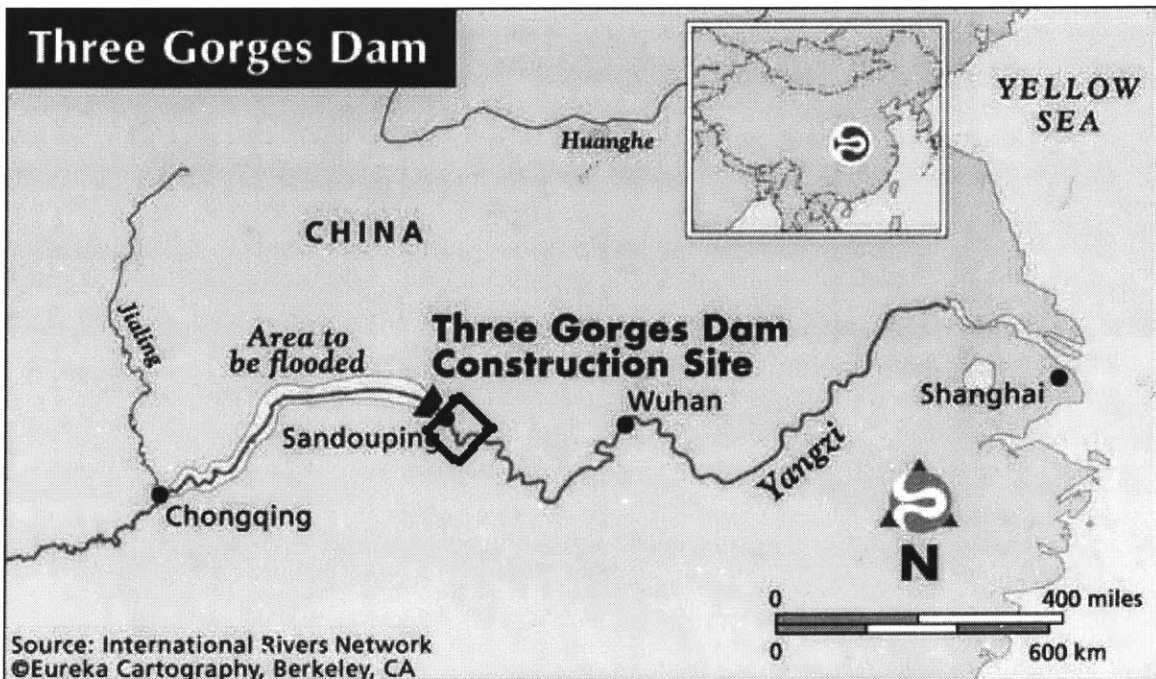 Three Gorges Dam
YELLOW
SEA
Huanghe
CHINA
Jialing
Area to
be flooded
Three Gorges Dam
Construction Site
Wuhan
Shanghai
Sandouping
Yangzi
Chongqing
N
0 400 miles
0 600 km
Source: International Rivers Network
©Eureka Cartography, Berkeley, CA